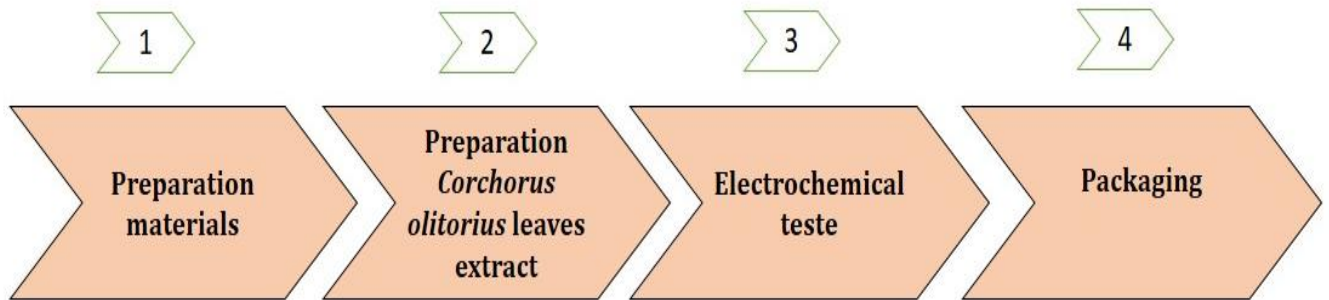 1
2
3
4
Preparation
materials
Preparation
Corchorus
olitorius leaves
extract
Electrochemical
teste
Packaging